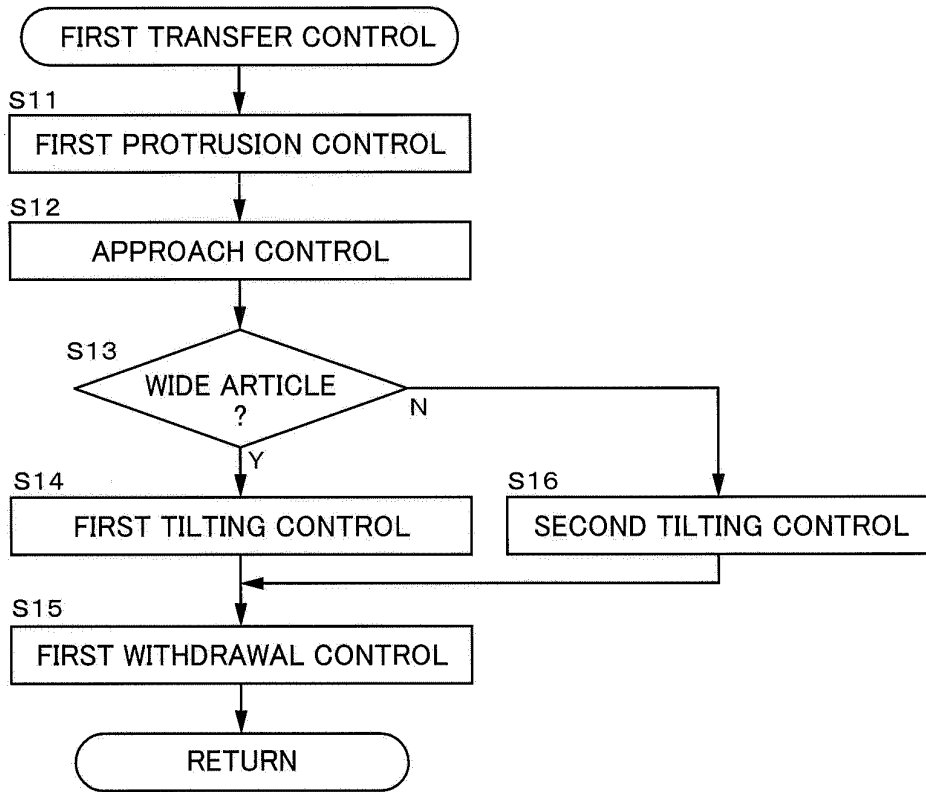 FIRST TRANSFER CONTROL
S11
FIRST PROTRUSION CONTROL
S12
APPROACH CONTROL
S13
WIDE ARTICLE
?
N
Y
S14
FIRST TILTING CONTROL
S16
SECOND TILTING CONTROL
S15
FIRST WITHDRAWAL CONTROL
RETURN